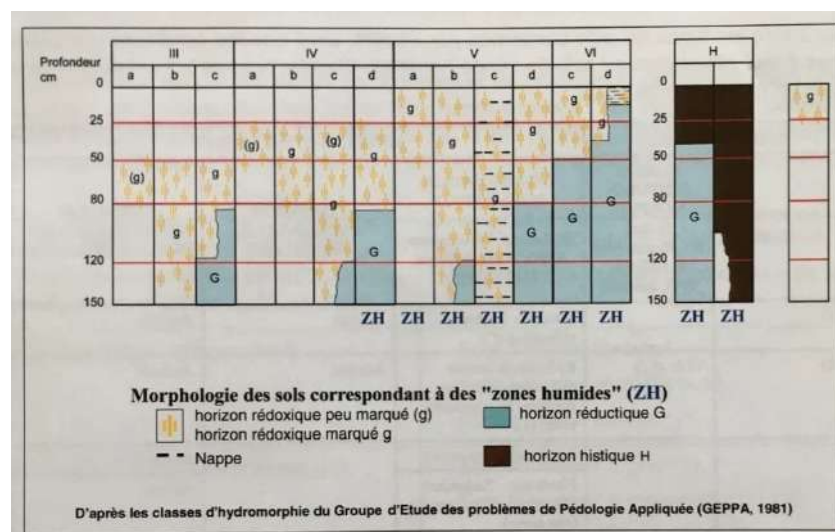 III IV V VI H
Profondeur
cm
a b c a b c d a b c d c d
0 0
25 25
50 50
80 80
120 120
150 150
(g) g g (g) g (g) g g g g g g g g
g g G G G G G G
ZH ZH ZH ZH ZH ZH ZH ZH ZH
Morphologie des sols correspondant à des "zones humides" (ZH)
horizon rédoxique peu marqué (g) horizon réductique G
horizon rédoxique marqué g
Nappe horizon histique H
D'après les classes d'hydromorphie du Groupe d'Etude des problèmes de Pédologie Appliquée (GEPPA, 1981)